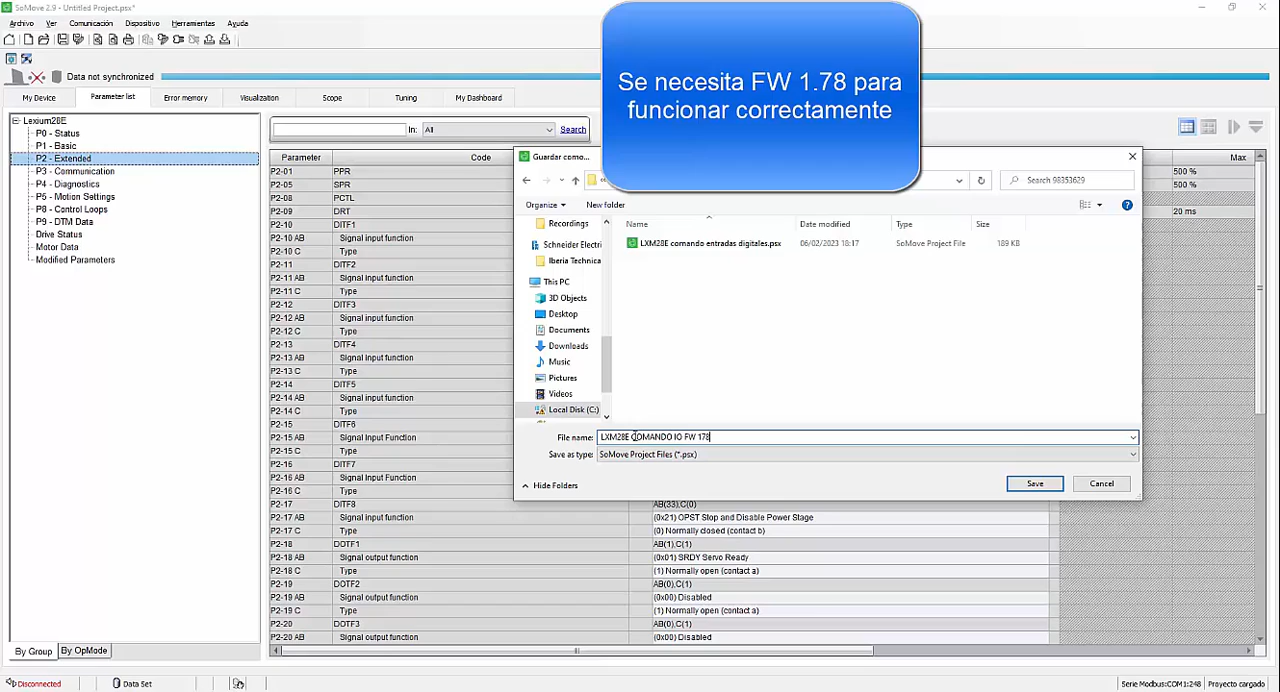 SoMove 2.9 - Untitled Project.psx*
Archivo Ver Comunicación Dispositivo Herramientas Ayuda
Data not synchronized
My Device Parameter list Error memory Visualization Scope Tuning My Dashboard
Se necesita FW 1.78 para
funcionar correctamente
Lexium28E
P0 - Status
P1 - Basic
P2 - Extended
P3 - Communication
P4 - Diagnostics
P5 - Motion Settings
P8 - Control Loops
P9 - DTM Data
Drive Status
Motor Data
Modified Parameters
By Group By OpMode
In: All Search
Parameter Code Max
P2-01 PPR 500 %
P2-05 SPR 500 %
P2-08 PCTL
P2-09 DRT 20 ms
P2-10 DITF1
P2-10 AB Signal input function
P2-10 C Type
P2-11 DITF2
P2-11 AB Signal input function
P2-11 C Type
P2-12 DITF3
P2-12 AB Signal input function
P2-12 C Type
P2-13 DITF4
P2-13 AB Signal input function
P2-13 C Type
P2-14 DITF5
P2-14 AB Signal input function
P2-14 C Type
P2-15 DITF6
P2-15 AB Signal Input Function
P2-15 C Type
P2-16 DITF7
P2-16 AB Signal Input Function
P2-16 C Type
P2-17 DITF8 AB(33),C(0)
P2-17 AB Signal input function (0x21) OPST Stop and Disable Power Stage
P2-17 C Type (0) Normally closed (contact b)
P2-18 DOTF1 AB(1),C(1)
P2-18 AB Signal output function (0x01) SRDY Servo Ready
P2-18 C Type (1) Normally open (contact a)
P2-19 DOTF2 AB(0),C(1)
P2-19 AB Signal output function (0x00) Disabled
P2-19 C Type (1) Normally open (contact a)
P2-20 DOTF3 AB(0),C(1)
P2-20 AB Signal output function (0x00) Disabled
Guardar como...
Search 98353629
Organize New folder
Recordings
Schneider Electri
Iberia Technica
This PC
3D Objects
Desktop
Documents
Downloads
Music
Pictures
Videos
Local Disk (C:)
Name Date modified Type Size
LXM28E comando entradas digitales.psx 06/02/2023 18:17 SoMove Project File 189 KB
File name: LXM28E COMANDO IO FW 178
Save as type: SoMove Project Files (*.psx)
Hide Folders Save Cancel
Disconnected Data Set Serie Modbus:COM1:248 Proyecto cargado